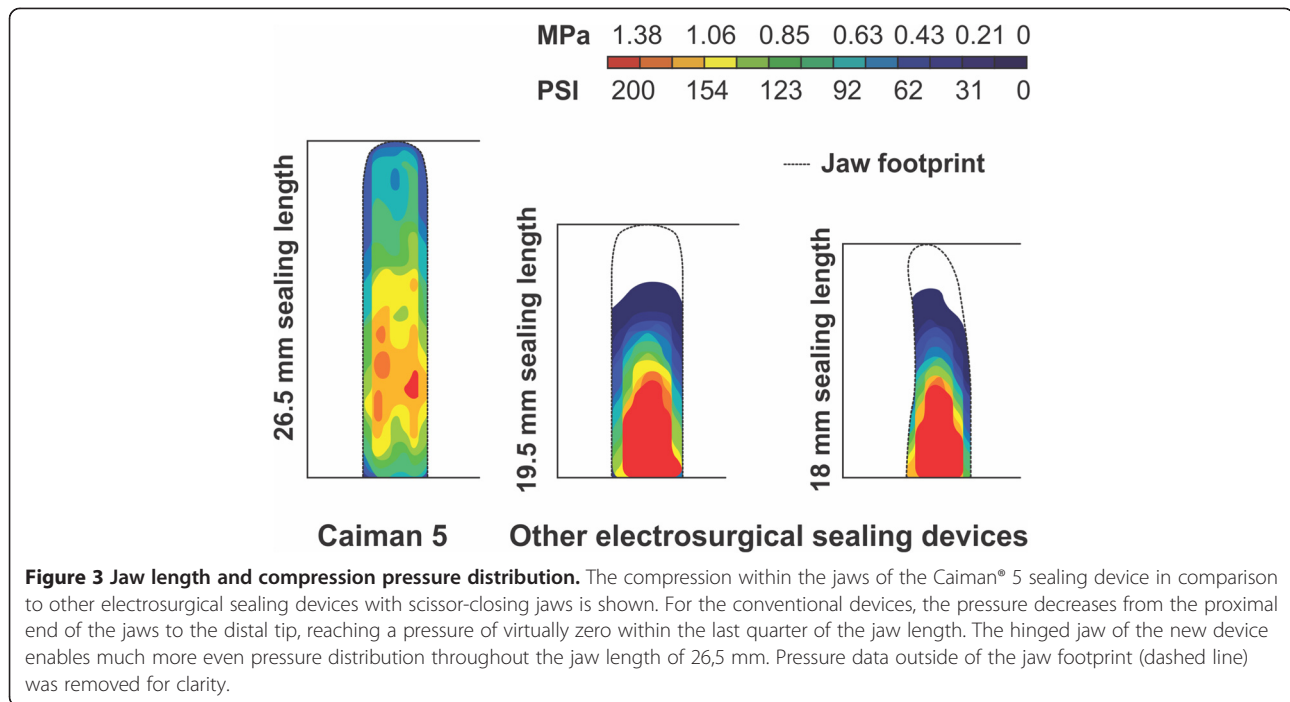 MPa 1.38 1.06 0.85 0.63 0.43 0.21 0
PSI 200 154 123 92 62 31 0
Jaw footprint
26.5 mm sealing length
19.5 mm sealing length
18 mm sealing length
Caiman 5
Other electrosurgical sealing devices
Figure 3 Jaw length and compression pressure distribution. The compression within the jaws of the Caiman® 5 sealing device in comparison
to other electrosurgical sealing devices with scissor-closing jaws is shown. For the conventional devices, the pressure decreases from the proximal
end of the jaws to the distal tip, reaching a pressure of virtually zero within the last quarter of the jaw length. The hinged jaw of the new device
enables much more even pressure distribution throughout the jaw length of 26,5 mm. Pressure data outside of the jaw footprint (dashed line)
was removed for clarity.